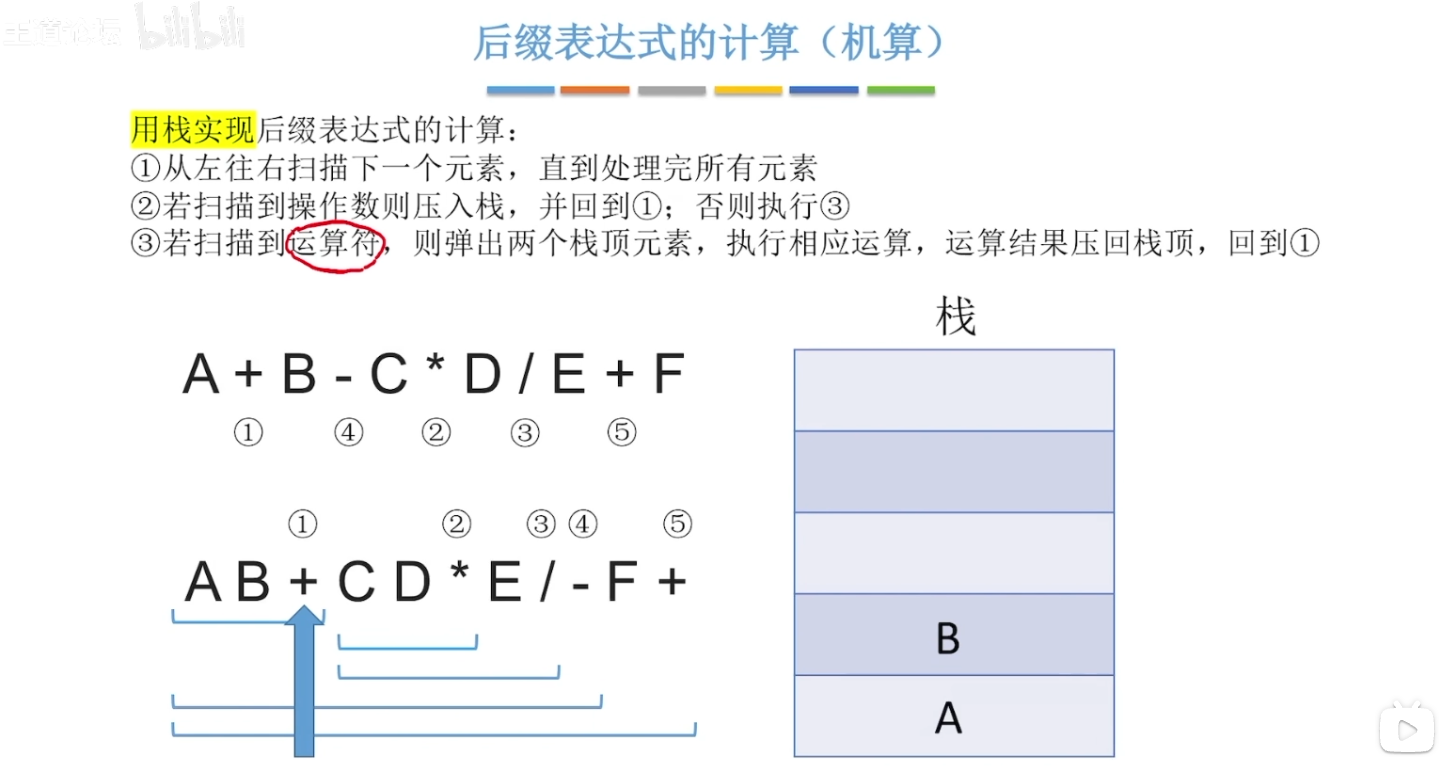 王道论坛 bilibili
后缀表达式的计算（机算）
用栈实现后缀表达式的计算：
①从左往右扫描下一个元素，直到处理完所有元素
②若扫描到操作数则压入栈，并回到①；否则执行③
③若扫描到运算符，则弹出两个栈顶元素，执行相应运算，运算结果压回栈顶，回到①
栈
A + B - C * D / E + F
① ④ ② ③ ⑤
① ② ③ ④ ⑤
A B + C D * E / - F +
B
A